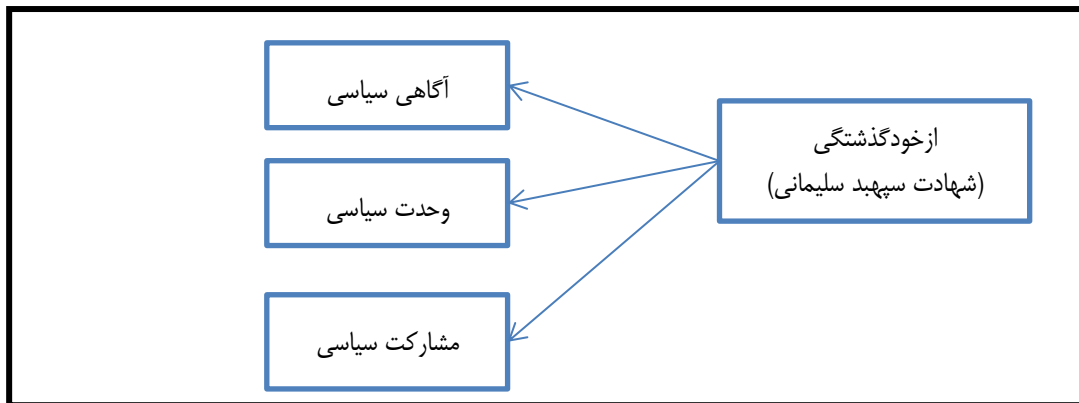 ازخودگذشتگی
(شهادت سپهبد سلیمانی)
آگاهی سیاسی
وحدت سیاسی
مشارکت سیاسی